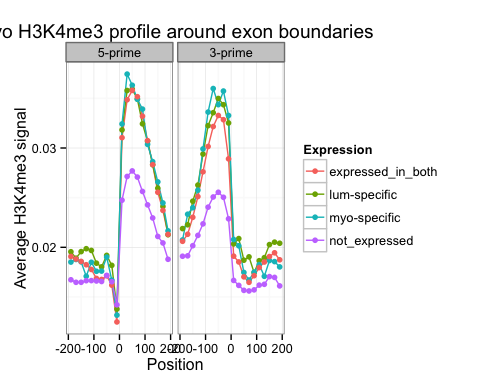 yo H3K4me3 profile around exon boundaries
5-prime
3-prime
Average H3K4me3 signal
0.03
0.02
-200 -100 0 100 200
-200 -100 0 100 200
Position
Expression
expressed_in_both
lum-specific
myo-specific
not_expressed